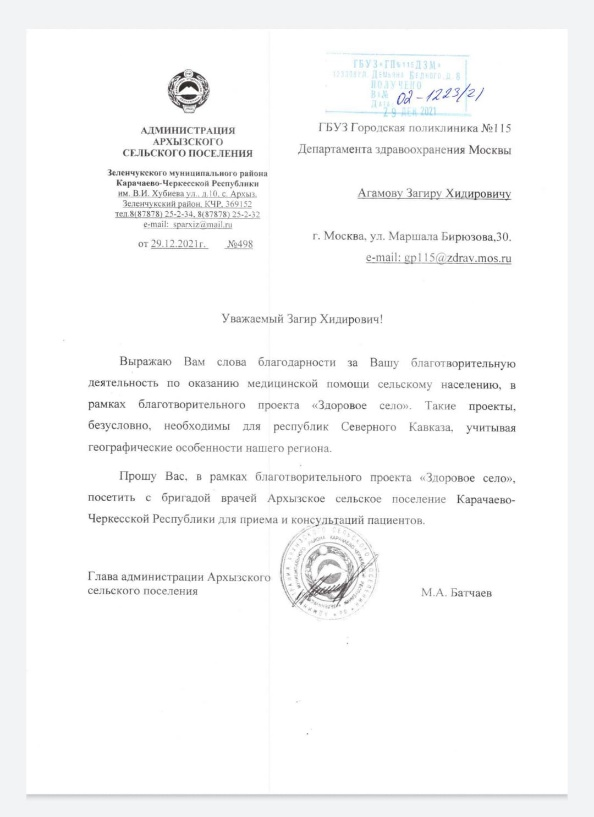 ГБУЗ «ГП №115 ДЗМ»
ПОЛУЧЕНО
02-1223/21
АДМИНИСТРАЦИЯ
АРХЫЗСКОГО
СЕЛЬСКОГО ПОСЕЛЕНИЯ
Зеленчукского муниципального района
Карачаево-Черкесской Республики
им. В.И. Хубиева ул., д.10, с. Архыз,
Зеленчукский район, КЧР, 369152
тел.8(87878) 25-2-34, 8(87878) 25-2-32
e-mail: sparxiz@mail.ru
от 29.12.2021г. №498
ГБУЗ Городская поликлиника №115
Департамента здравоохранения Москвы
Агамову Загиру Хидировичу
г. Москва, ул. Маршала Бирюзова,30.
e-mail: gp115@zdrav.mos.ru
Уважаемый Загир Хидирович!
Выражаю Вам слова благодарности за Вашу благотворительную
деятельность по оказанию медицинской помощи сельскому населению, в
рамках благотворительного проекта «Здоровое село». Такие проекты,
безусловно, необходимы для республик Северного Кавказа, учитывая
географические особенности нашего региона.
Прошу Вас, в рамках благотворительного проекта «Здоровое село»,
посетить с бригадой врачей Архызское сельское поселение Карачаево-
Черкесской Республики для приема и консультаций пациентов.
Глава администрации Архызского
сельского поселения
М.А. Батчаев